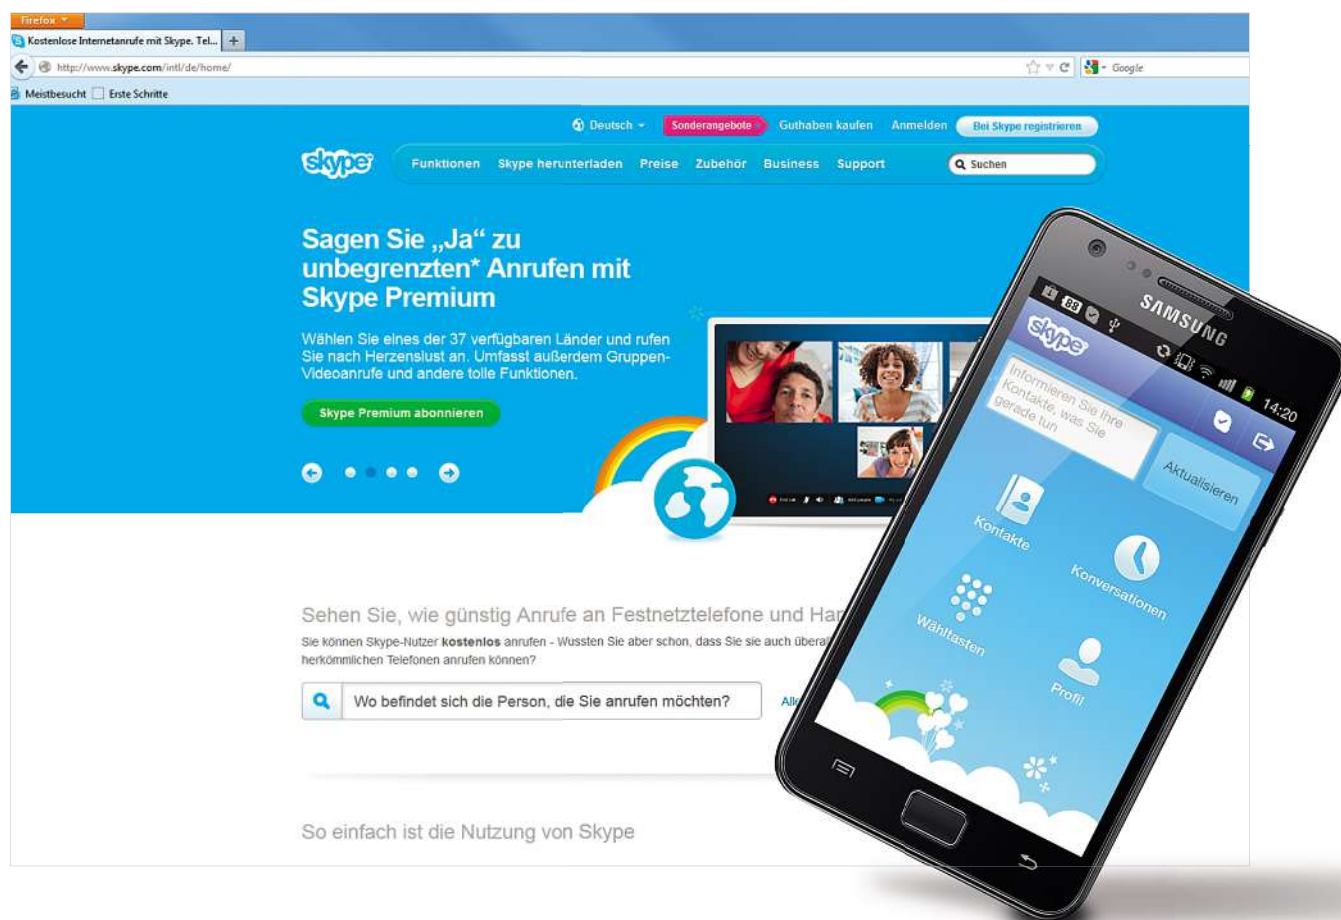 Firefox
Kostenlose Internetanrufe mit Skype. Tel...
http://www.skype.com/intl/de/home/
Google
Meistbesucht Erste Schritte
Deutsch Sonderangebote Guthaben kaufen Anmelden Bei Skype registrieren
skype Funktionen Skype herunterladen Preise Zubehör Business Support Suchen
Sagen Sie „Ja“ zu
unbegrenzten* Anrufen mit
Skype Premium
Wählen Sie eines der 37 verfügbaren Länder und rufen
Sie nach Herzenslust an. Umfasst außerdem Gruppen-
Videoanrufe und andere tolle Funktionen.
Skype Premium abonnieren
Sehen Sie, wie günstig Anrufe an Festnetztelefone und Ha
Sie können Skype-Nutzer kostenlos anrufen - Wussten Sie aber schon, dass Sie sie auch übera
herkömmlichen Telefonen anrufen können?
Wo befindet sich die Person, die Sie anrufen möchten?
Alle
So einfach ist die Nutzung von Skype
SAMSUNG
88
14:20
skype
Informieren Sie Ihre
Kontakte, was Sie
gerade tun
Aktualisieren
Kontakte
Konversationen
Wähltasten
Profil